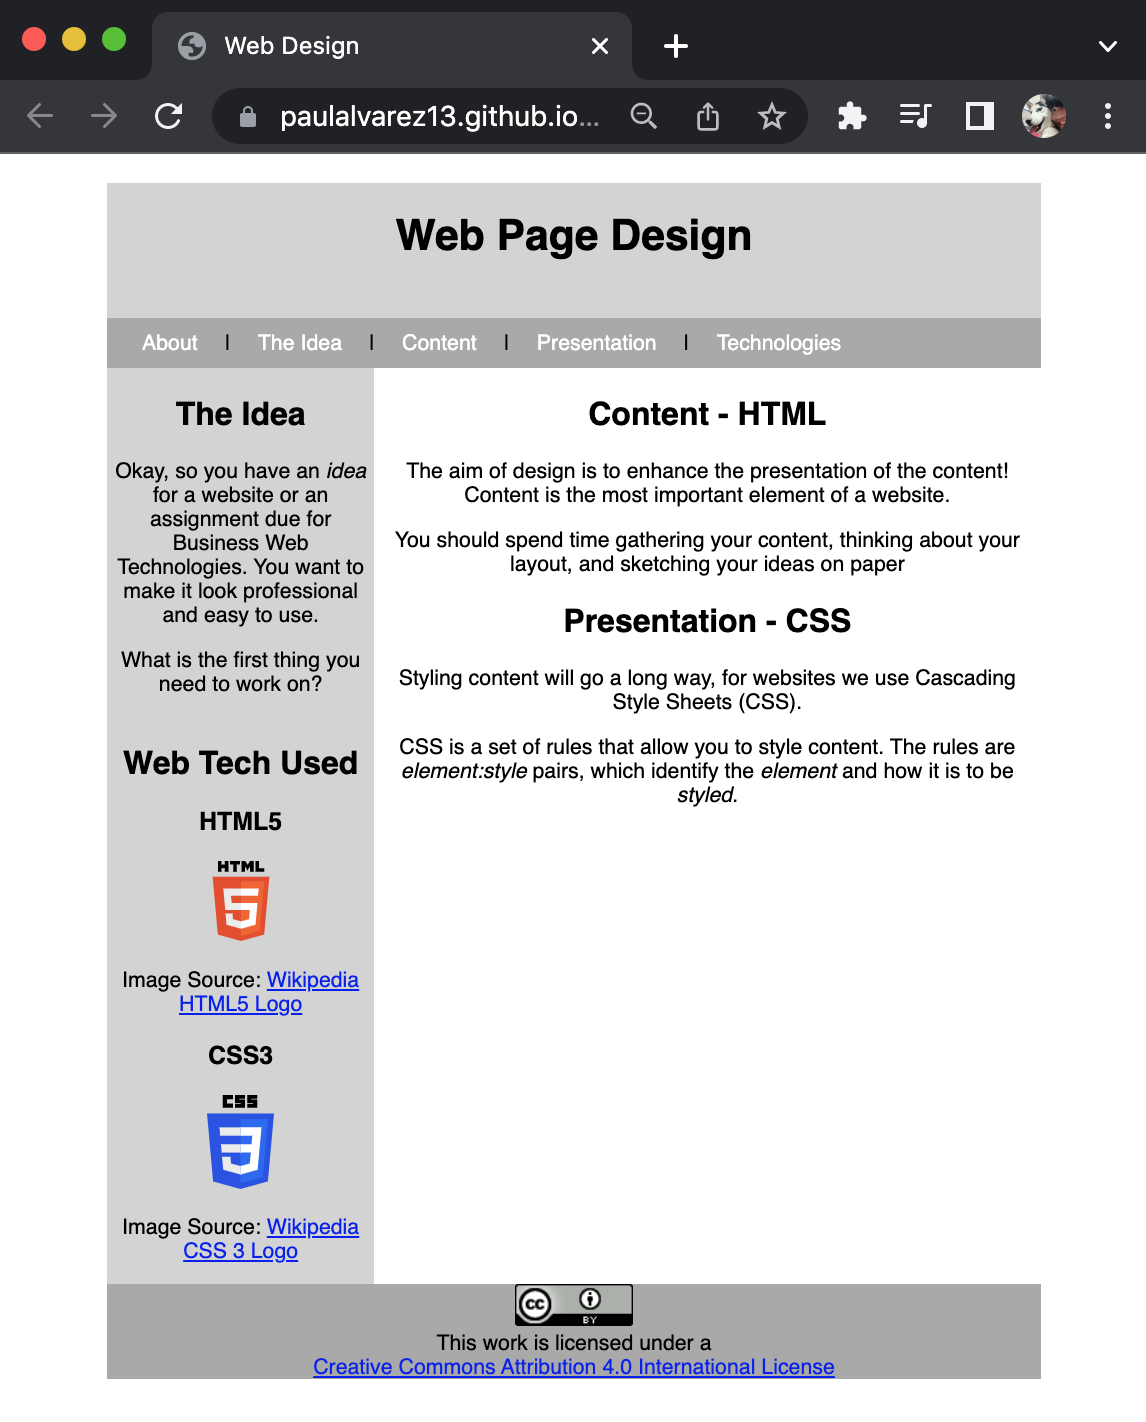 Web Design
paulalvarez13.github.io...
Web Page Design
About | The Idea | Content | Presentation | Technologies
The Idea
Okay, so you have an idea
for a website or an
assignment due for
Business Web
Technologies. You want to
make it look professional
and easy to use.
What is the first thing you
need to work on?
Web Tech Used
HTML5
HTML
5
Image Source: Wikipedia
HTML5 Logo
CSS3
CSS
3
Image Source: Wikipedia
CSS 3 Logo
Content - HTML
The aim of design is to enhance the presentation of the content!
Content is the most important element of a website.
You should spend time gathering your content, thinking about your
layout, and sketching your ideas on paper
Presentation - CSS
Styling content will go a long way, for websites we use Cascading
Style Sheets (CSS).
CSS is a set of rules that allow you to style content. The rules are
element:style pairs, which identify the element and how it is to be
styled.
cc
BY
This work is licensed under a
Creative Commons Attribution 4.0 International License